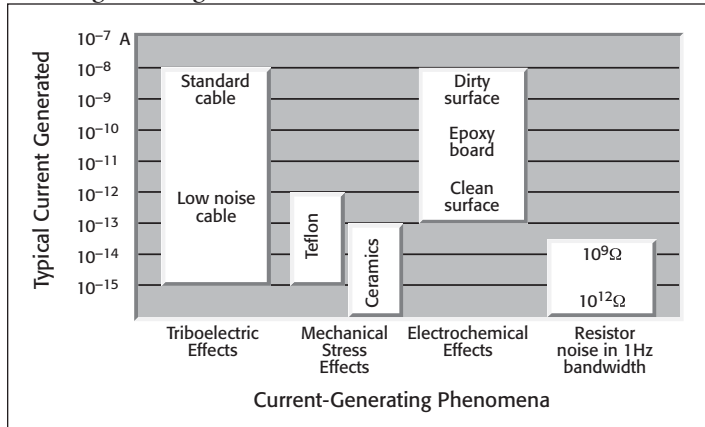 10⁻⁷ A
10⁻⁸
10⁻⁹
10⁻¹⁰
10⁻¹¹
10⁻¹²
10⁻¹³
10⁻¹⁴
10⁻¹⁵
Typical Current Generated
Standard
cable
Low noise
cable
Teflon
Ceramics
Dirty
surface
Epoxy
board
Clean
surface
10⁹Ω
10¹²Ω
Triboelectric
Effects
Mechanical
Stress
Effects
Electrochemical
Effects
Resistor
noise in 1Hz
bandwidth
Current-Generating Phenomena